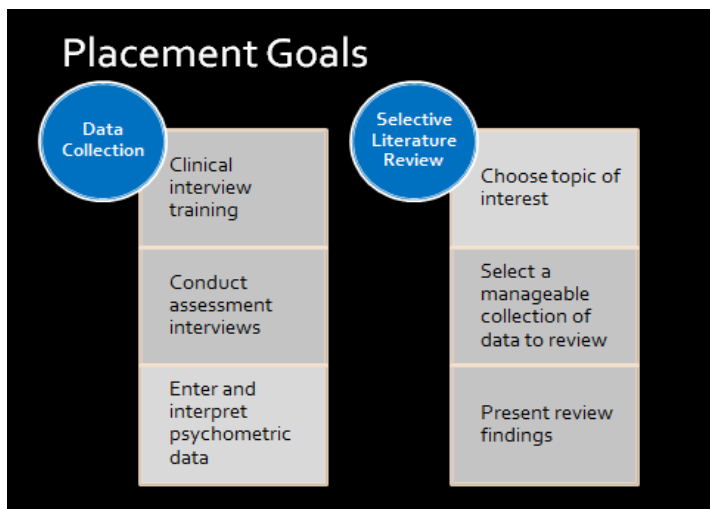 Placement Goals
Data
Collection
Clinical
interview
training
Conduct
assessment
interviews
Enter and
interpret
psychometric
data
Selective
Literature
Review
Choose topic of
interest
Select a
manageable
collection of
data to review
Present review
findings